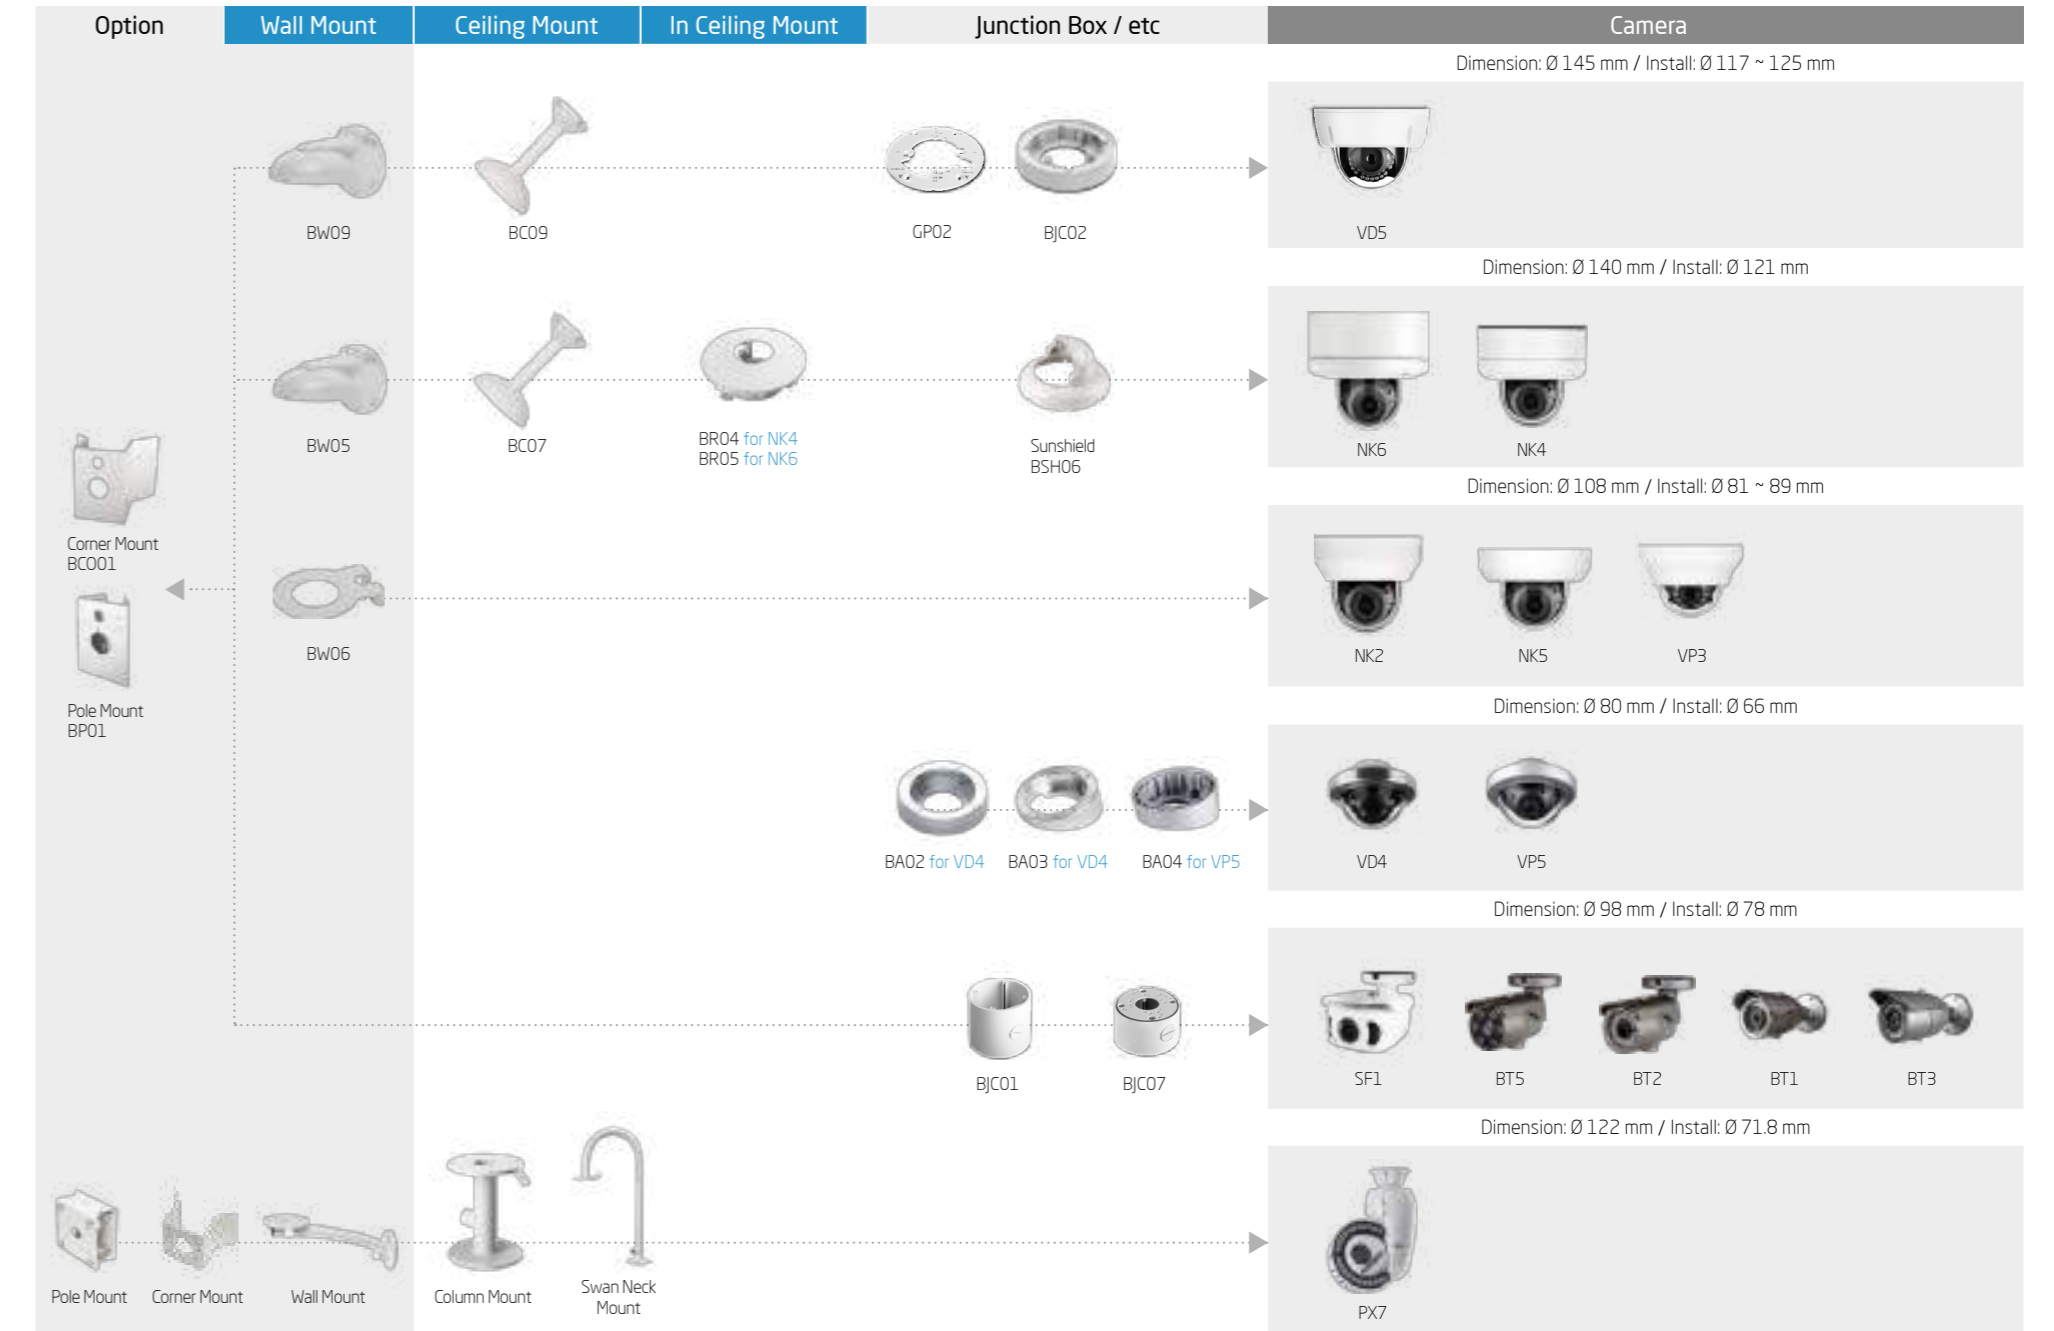 Option
Wall Mount
Ceiling Mount
In Ceiling Mount
Junction Box / etc
Camera
Dimension: Ø 145 mm / Install: Ø 117 ~ 125 mm
BW09
BC09
GP02
BJC02
VD5
Dimension: Ø 140 mm / Install: Ø 121 mm
BW05
BC07
BR04 for NK4
BR05 for NK6
Sunshield
BSH06
NK6
NK4
Dimension: Ø 108 mm / Install: Ø 81 ~ 89 mm
Corner Mount
BCO01
Pole Mount
BP01
BW06
NK2
NK5
VP3
Dimension: Ø 80 mm / Install: Ø 66 mm
BA02 for VD4
BA03 for VD4
BA04 for VP5
VD4
VP5
Dimension: Ø 98 mm / Install: Ø 78 mm
BJC01
BJC07
SF1
BT5
BT2
BT1
BT3
Dimension: Ø 122 mm / Install: Ø 71.8 mm
Pole Mount
Corner Mount
Wall Mount
Column Mount
Swan Neck
Mount
PX7